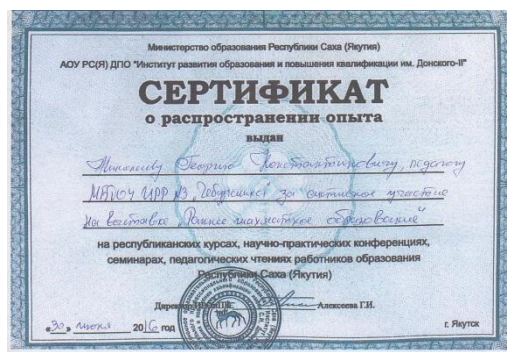 Министерство образования Республики Саха (Якутия)
АОУ РС(Я) ДПО "Институт развития образования и повышения квалификации им. Донского-II"
СЕРТИФИКАТ
о распространении опыта
выдан
Георгию Константиновичу, педагогу
МБДОУ ЦРР №3 за активное участие
на выставке „Раннее шахматное образование"
на республиканских курсах, научно-практических конференциях,
семинарах, педагогических чтениях работников образования
Республики Саха (Якутия)
Директор Алексеева Г.И.
«30» июня 2016 год г. Якутск